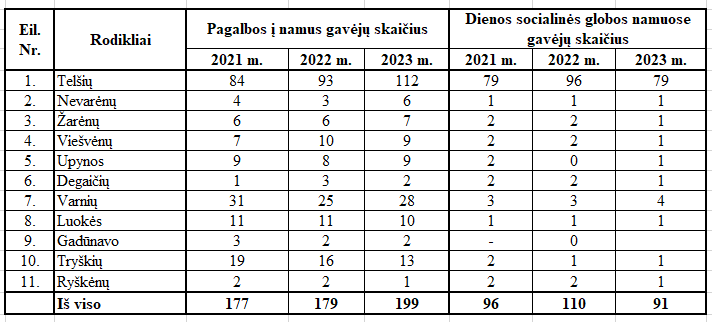 Eil. Nr. | Rodikliai | Pagalbos į namus gavėjų skaičius | Dienos socialinės globos namuose gavėjų skaičius
2021 m. | 2022 m. | 2023 m. | 2021 m. | 2022 m. | 2023 m.
1. | Telšių | 84 | 93 | 112 | 79 | 96 | 79
2. | Nevarėnų | 4 | 3 | 6 | 1 | 1 | 1
3. | Žarėnų | 6 | 6 | 7 | 2 | 2 | 1
4. | Viešvėnų | 7 | 10 | 9 | 2 | 2 | 1
5. | Upynos | 9 | 8 | 9 | 2 | 0 | 1
6. | Degaičių | 1 | 3 | 2 | 2 | 2 | 1
7. | Varnių | 31 | 25 | 28 | 3 | 3 | 4
8. | Luokės | 11 | 11 | 10 | 1 | 1 | 1
9. | Gadūnavo | 3 | 2 | 2 | - | 0 |
10. | Tryškių | 19 | 16 | 13 | 2 | 1 | 1
11. | Ryškėnų | 2 | 2 | 1 | 2 | 2 | 1
Iš viso | 177 | 179 | 199 | 96 | 110 | 91